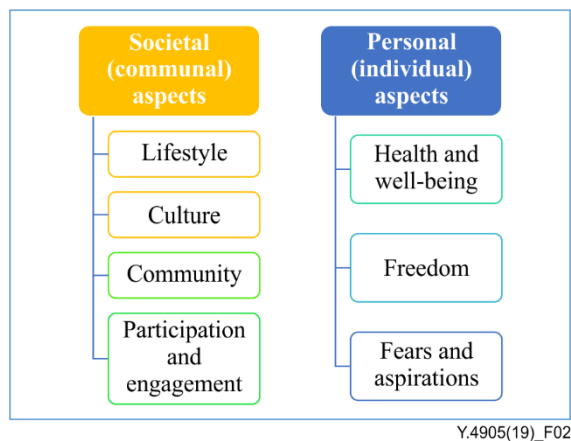 Societal
(communal)
aspects
Lifestyle
Culture
Community
Participation
and
engagement
Personal
(individual)
aspects
Health and
well-being
Freedom
Fears and
aspirations
Y.4905(19)_F02